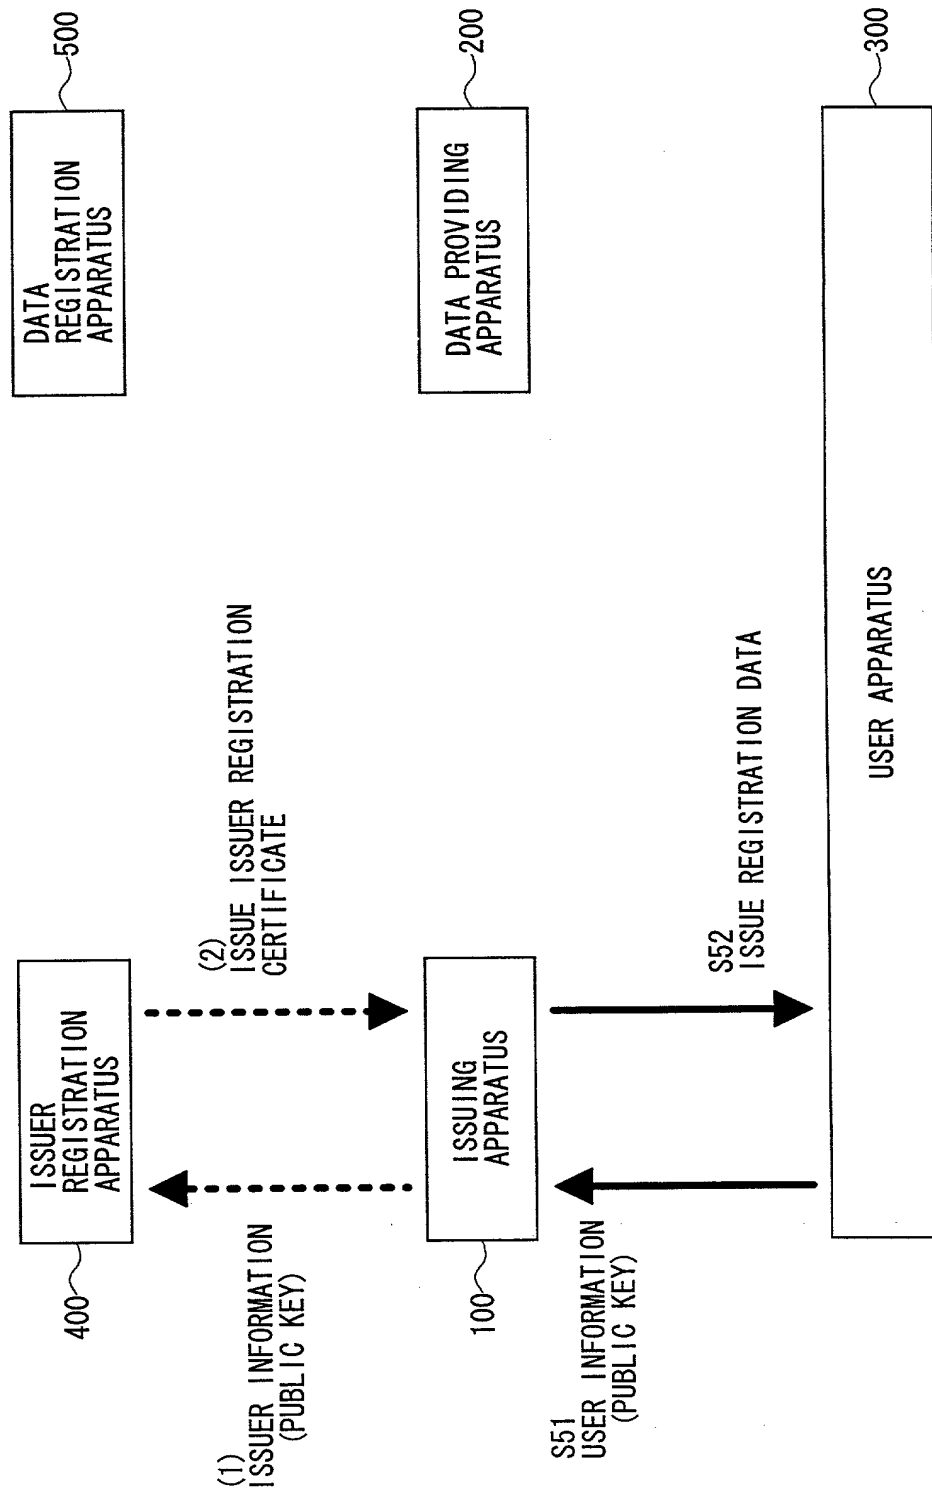 400
ISSUER
REGISTRATION
APPARATUS
DATA
REGISTRATION
APPARATUS
500
(1)
ISSUER INFORMATION
(PUBLIC KEY)
(2)
ISSUE ISSUER REGISTRATION
CERTIFICATE
100
ISSUING
APPARATUS
DATA PROVIDING
APPARATUS
200
S51
USER INFORMATION
(PUBLIC KEY)
S52
ISSUE REGISTRATION DATA
USER APPARATUS
300